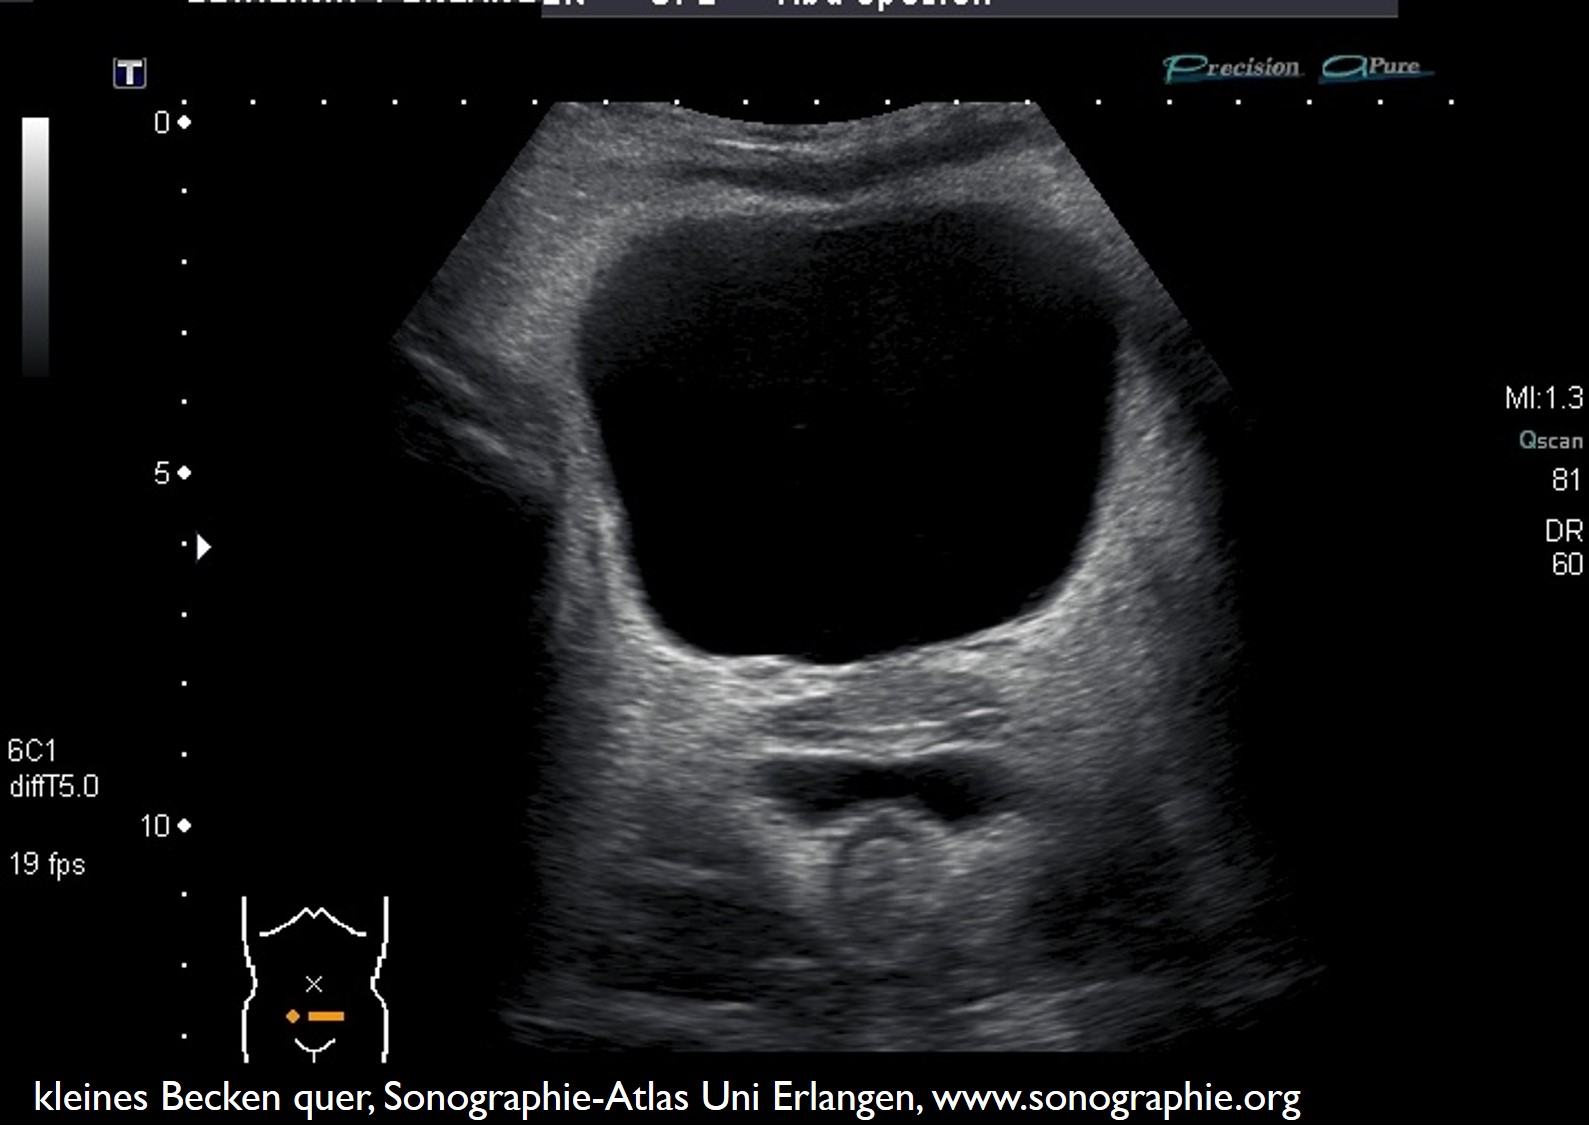 T
Precision APure
0
5
10
MI:1.3
Qscan
81
DR
60
6C1
diffT5.0
19 fps
kleines Becken quer, Sonographie-Atlas Uni Erlangen, www.sonographie.org